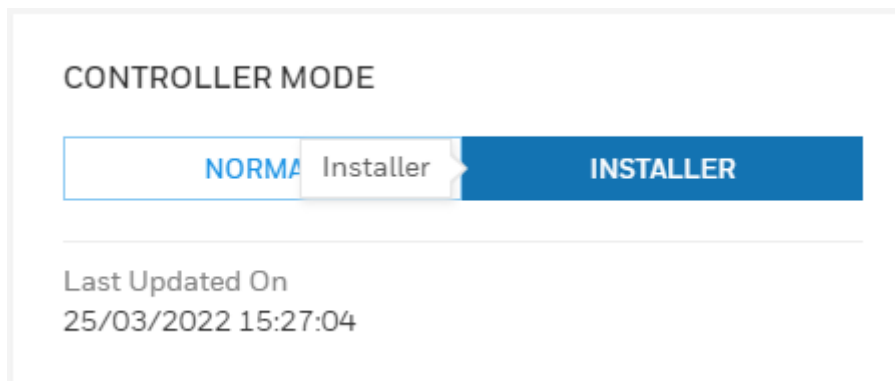 CONTROLLER MODE
NORMA Installer INSTALLER
Last Updated On
25/03/2022 15:27:04